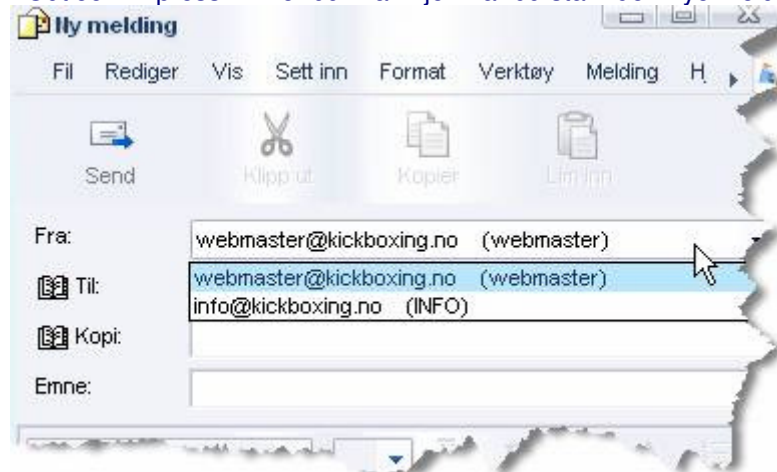 Ny melding
Fil Rediger Vis Sett inn Format Verktøy Melding H
Send Klipp ut Kopier Lim inn
Fra: webmaster@kickboxing.no (webmaster)
webmaster@kickboxing.no (webmaster)
Til:
info@kickboxing.no (INFO)
Kopi:
Emne: